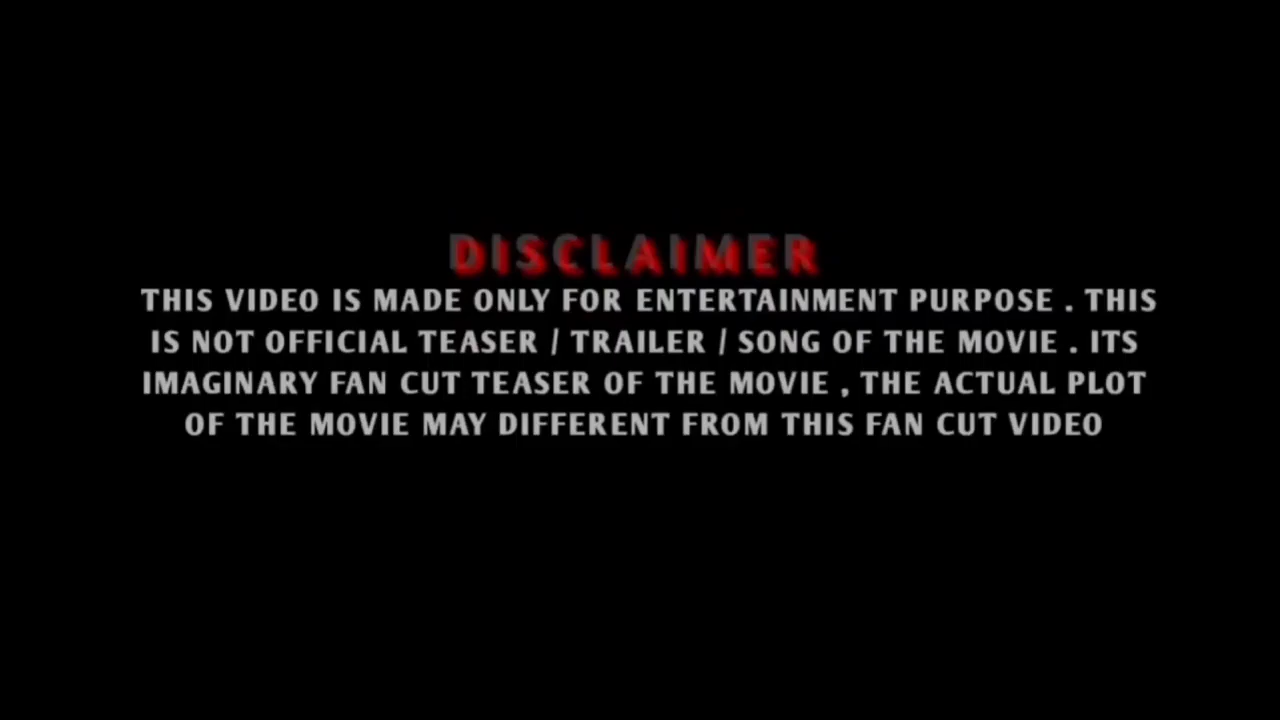 DISCLAIMER
THIS VIDEO IS MADE ONLY FOR ENTERTAINMENT PURPOSE . THIS
IS NOT OFFICIAL TEASER / TRAILER / SONG OF THE MOVIE . ITS
IMAGINARY FAN CUT TEASER OF THE MOVIE , THE ACTUAL PLOT
OF THE MOVIE MAY DIFFERENT FROM THIS FAN CUT VIDEO